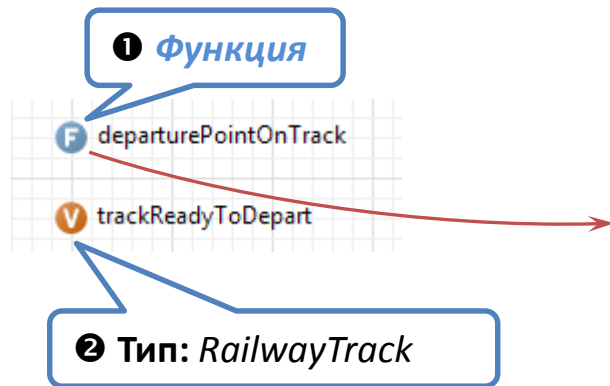 ❶ Функция
F departurePointOnTrack
V trackReadyToDepart
❷ Тип: RailwayTrack